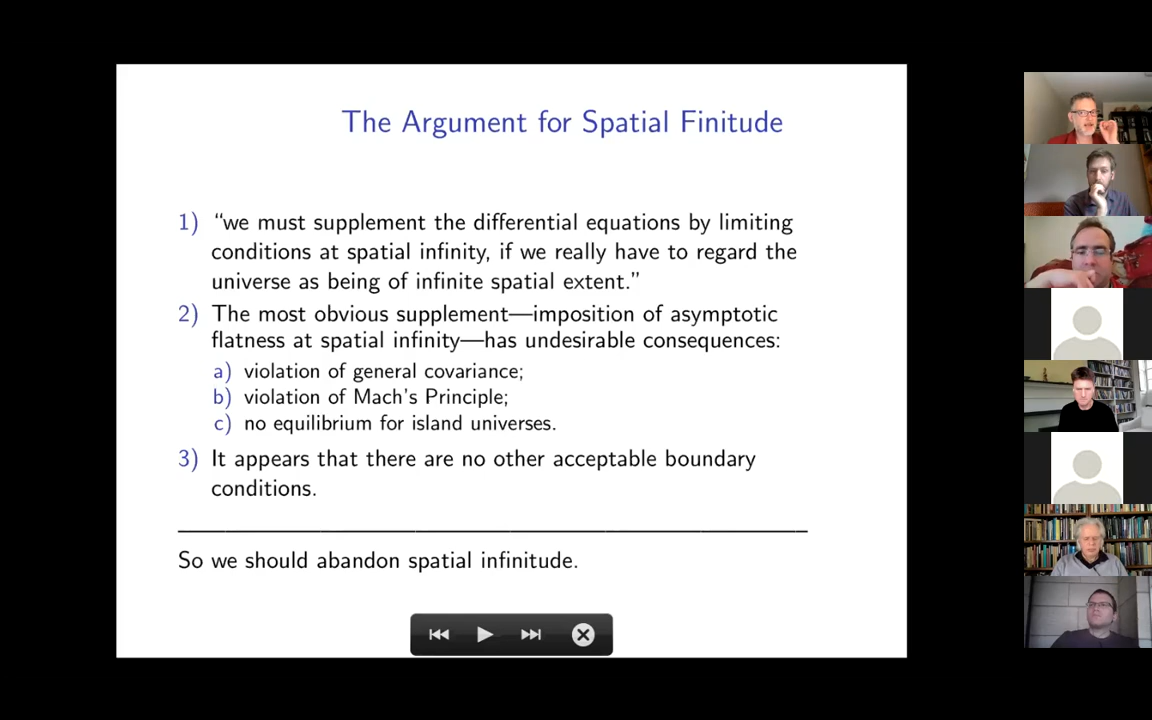 The Argument for Spatial Finitude
1) “we must supplement the differential equations by limiting
conditions at spatial infinity, if we really have to regard the
universe as being of infinite spatial extent.”
2) The most obvious supplement—imposition of asymptotic
flatness at spatial infinity—has undesirable consequences:
a) violation of general covariance;
b) violation of Mach's Principle;
c) no equilibrium for island universes.
3) It appears that there are no other acceptable boundary
conditions.
So we should abandon spatial infinitude.